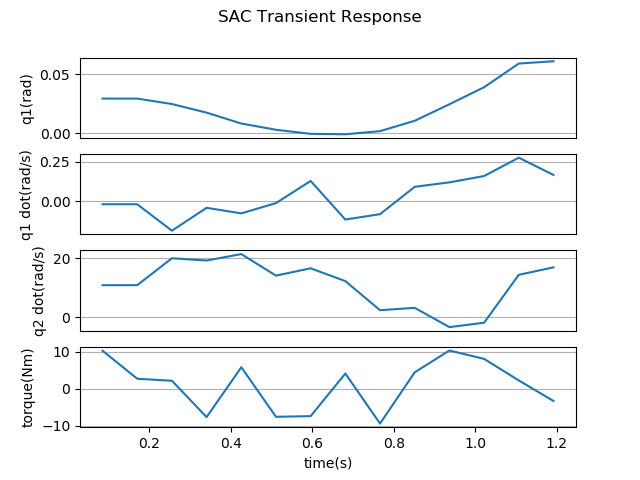 SAC Transient Response
q1(rad)
0.05
0.00
q1 dot(rad/s)
0.25
0.00
q2 dot(rad/s)
20
0
torque(Nm)
10
0
−10
0.2 0.4 0.6 0.8 1.0 1.2
time(s)